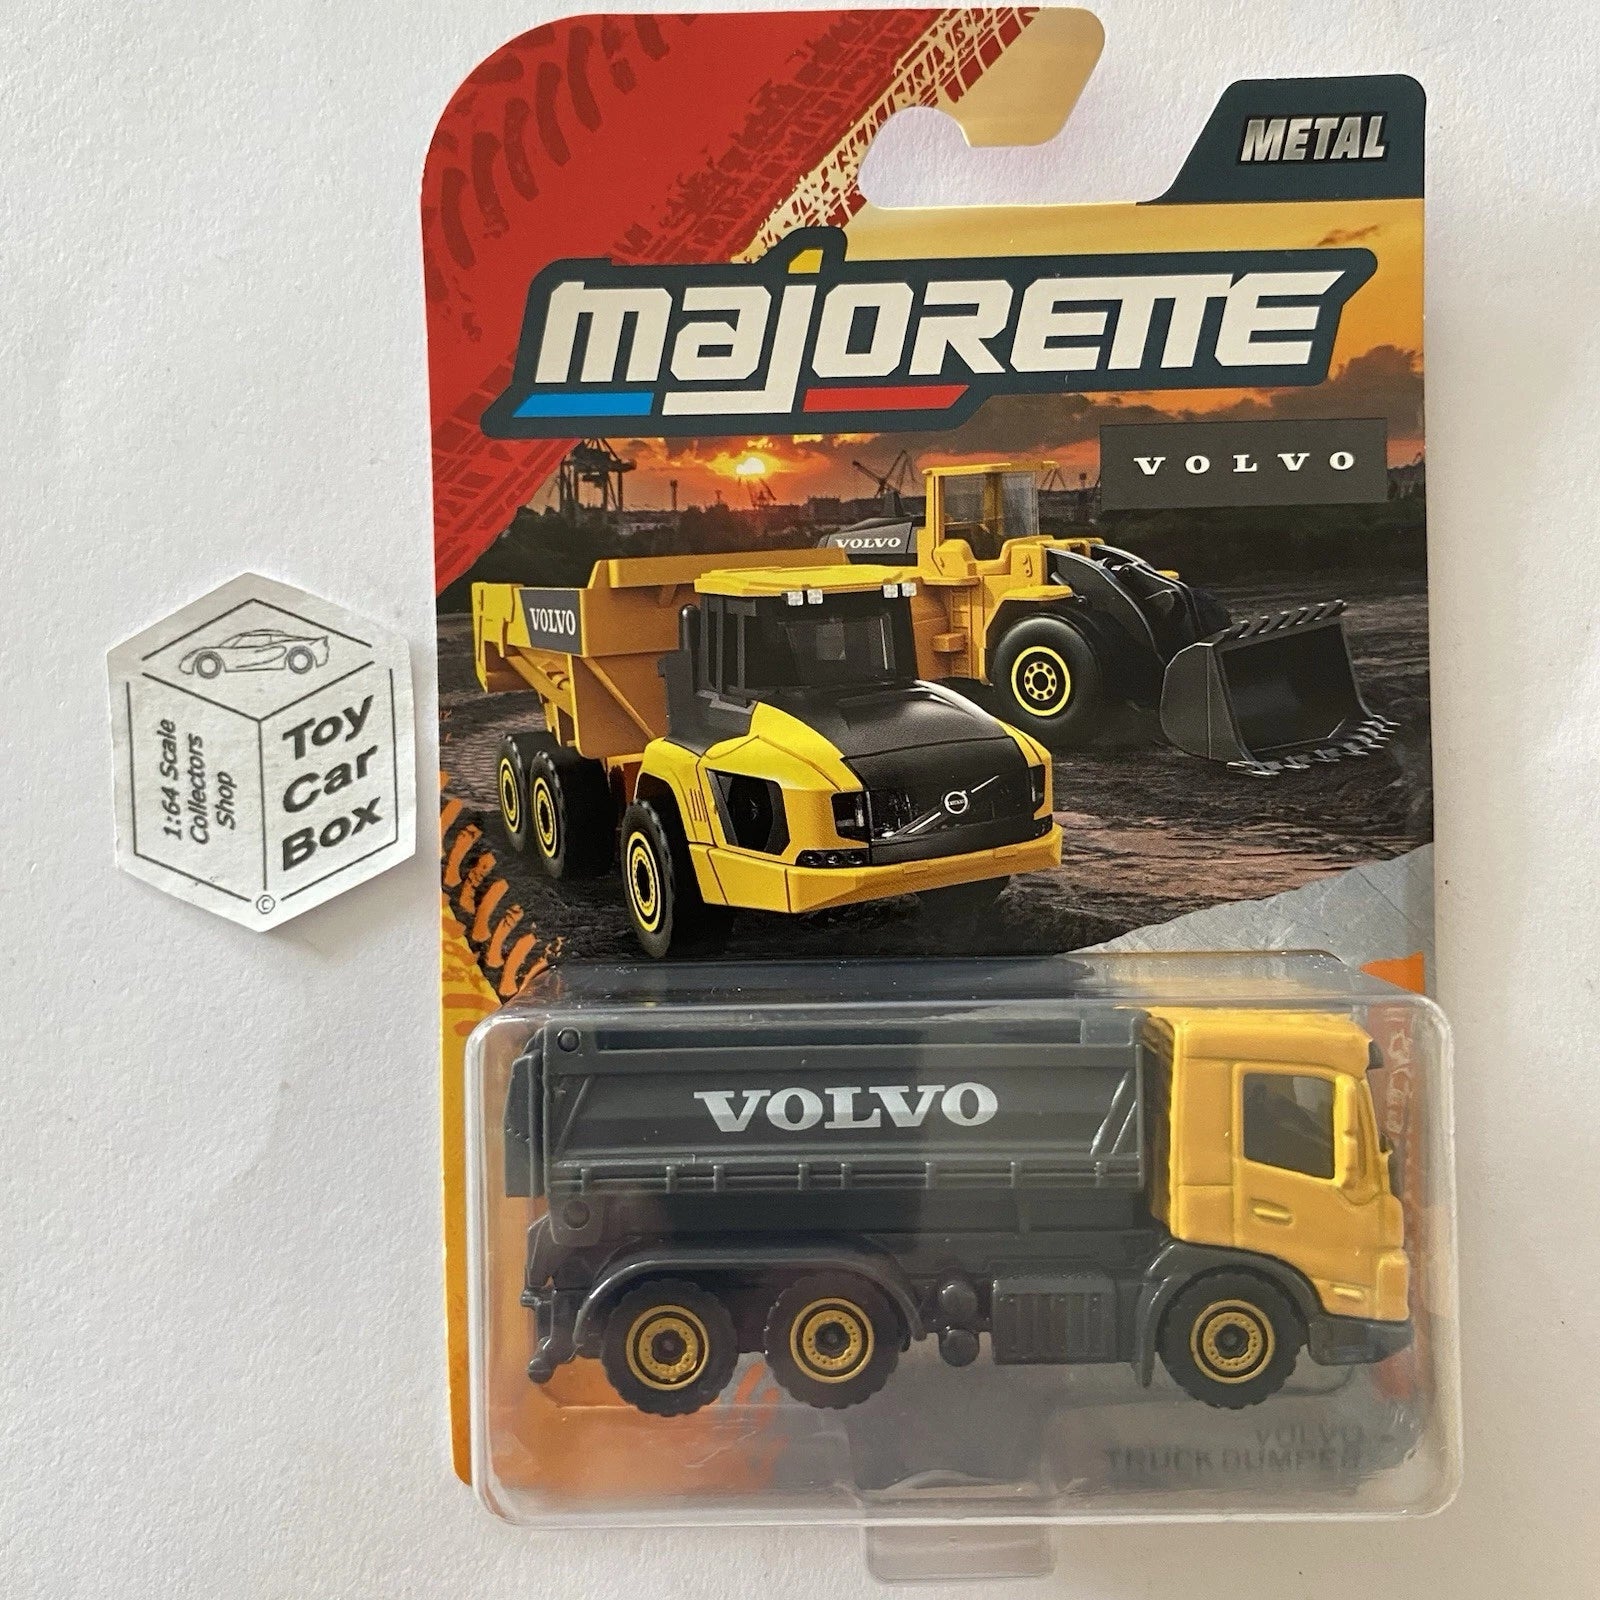 METAL
majORETTE
VOLVO
VOLVO
VOLVO
1:64 Scale
Collectors
Shop
Toy
Car
Box
©
VOLVO
VOLVO
TRUCK DUMPER